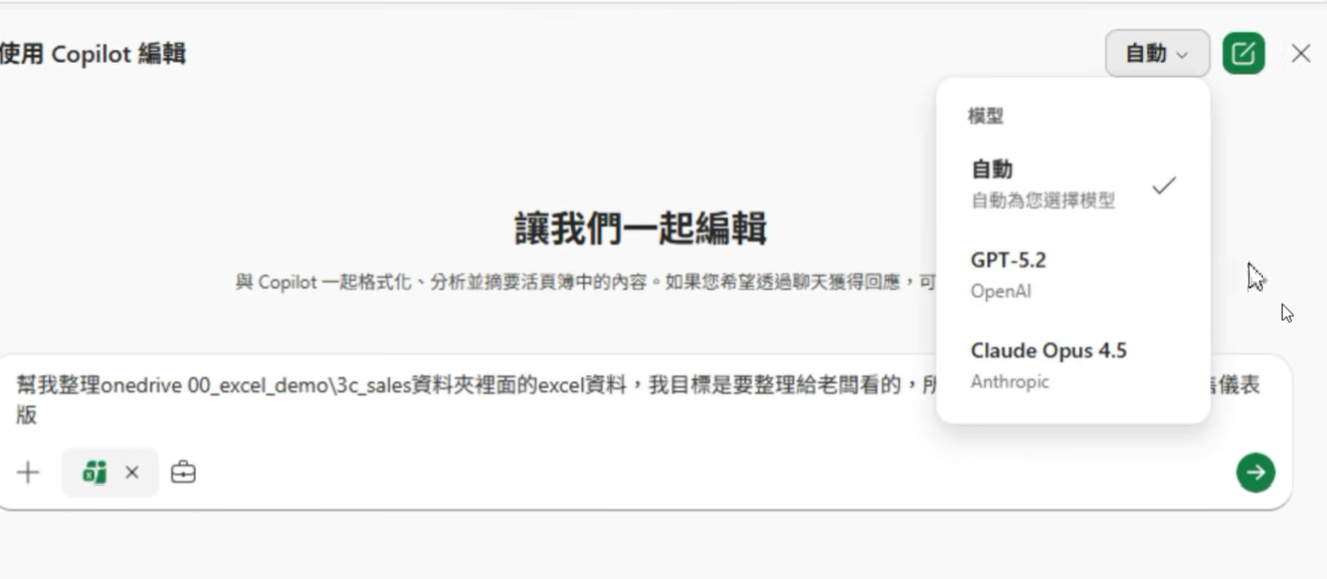 使用 Copilot 編輯
自動
模型
自動
自動為您選擇模型
GPT-5.2
OpenAI
Claude Opus 4.5
Anthropic
讓我們一起編輯
與 Copilot 一起格式化、分析並摘要活頁簿中的內容。如果您希望透過聊天獲得回應，可
幫我整理onedrive 00_excel_demo\3c_sales資料夾裡面的excel資料，我目標是要整理給老闆看的，所 儀表
版